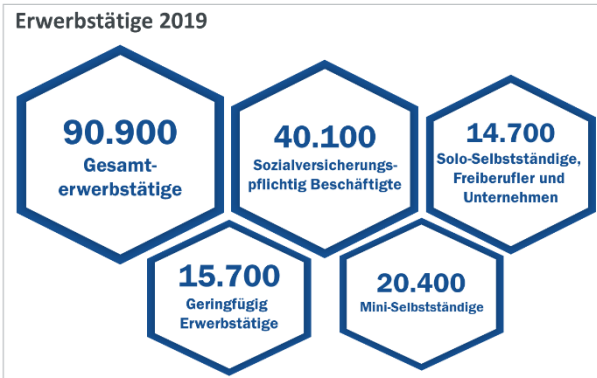 Erwerbstätige 2019
90.900
Gesamt-
erwerbstätige
40.100
Sozialversicherungs-
pflichtig Beschäftigte
14.700
Solo-Selbstständige,
Freiberufler und
Unternehmen
15.700
Geringfügig
Erwerbstätige
20.400
Mini-Selbstständige